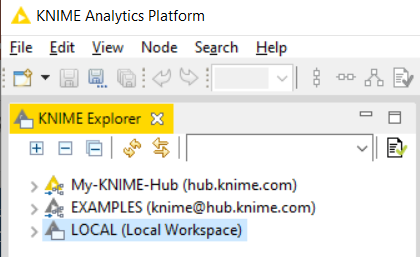 KNIME Analytics Platform
File Edit View Node Search Help
KNIME Explorer
My-KNIME-Hub (hub.knime.com)
EXAMPLES (knime@hub.knime.com)
LOCAL (Local Workspace)